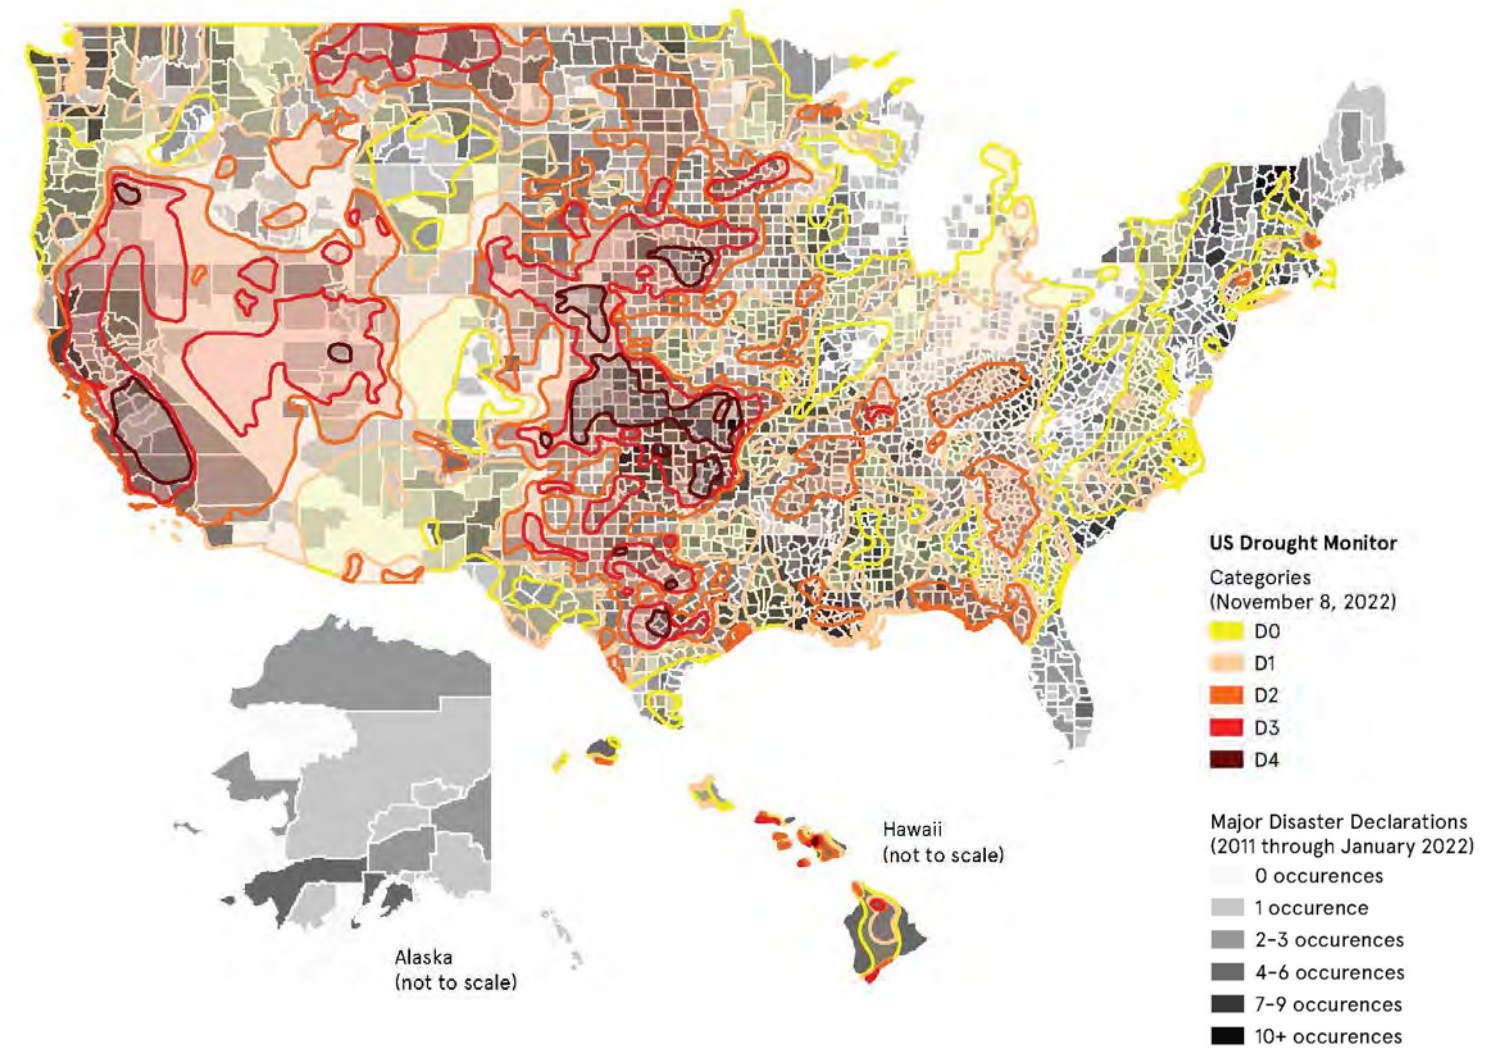 US Drought Monitor
Categories
(November 8, 2022)
D0
D1
D2
D3
D4
Major Disaster Declarations
(2011 through January 2022)
0 occurences
1 occurence
2–3 occurences
4–6 occurences
7–9 occurences
10+ occurences
Hawaii
(not to scale)
Alaska
(not to scale)